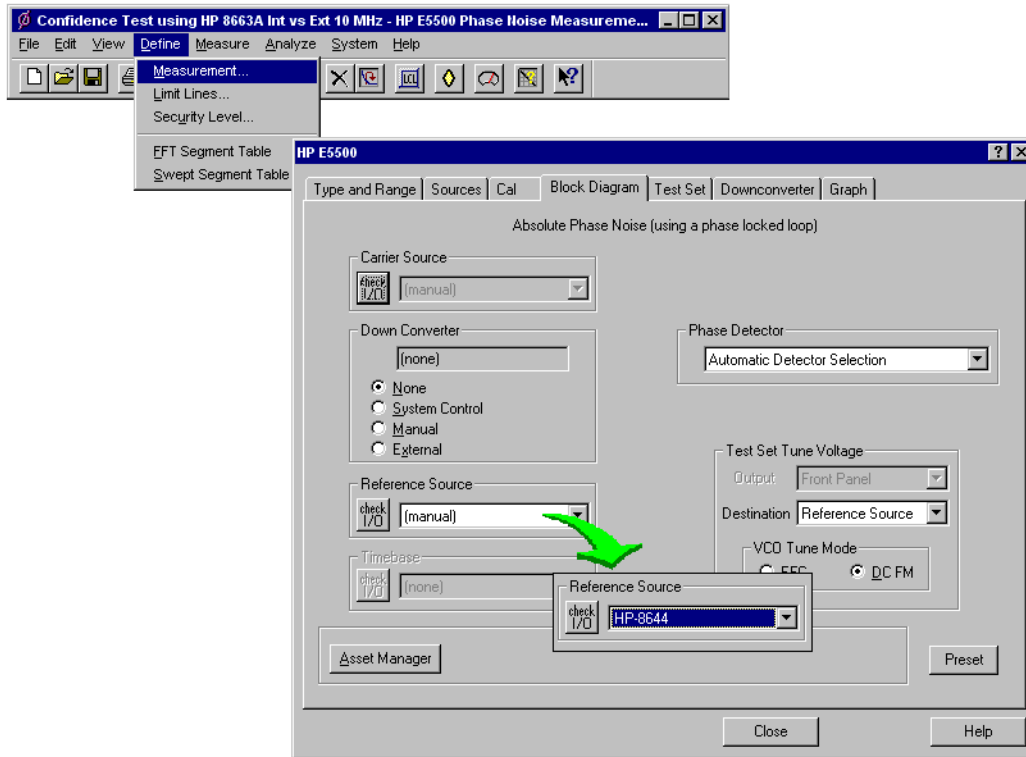 Confidence Test using HP 8663A Int vs Ext 10 MHz - HP E5500 Phase Noise Measureme...
File Edit View Define Measure Analyze System Help
Measurement...
Limit Lines...
Security Level...
FFT Segment Table
Swept Segment Table
HP E5500
Type and Range Sources Cal Block Diagram Test Set Downconverter Graph
Absolute Phase Noise (using a phase locked loop)
Carrier Source
check I/O (manual)
Down Converter
(none)
None
System Control
Manual
External
Phase Detector
Automatic Detector Selection
Reference Source
check I/O (manual)
Timebase
check I/O (none)
Test Set Tune Voltage
Output Front Panel
Destination Reference Source
VCO Tune Mode
EFC DC FM
Reference Source
check I/O HP-8644
Asset Manager
Preset
Close Help